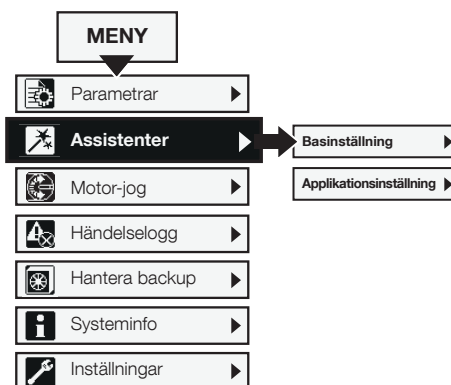 MENY
Parametrar
Assistenter
Basinställning
Applikationsinställning
Motor-jog
Händelselogg
Hantera backup
Systeminfo
Inställningar